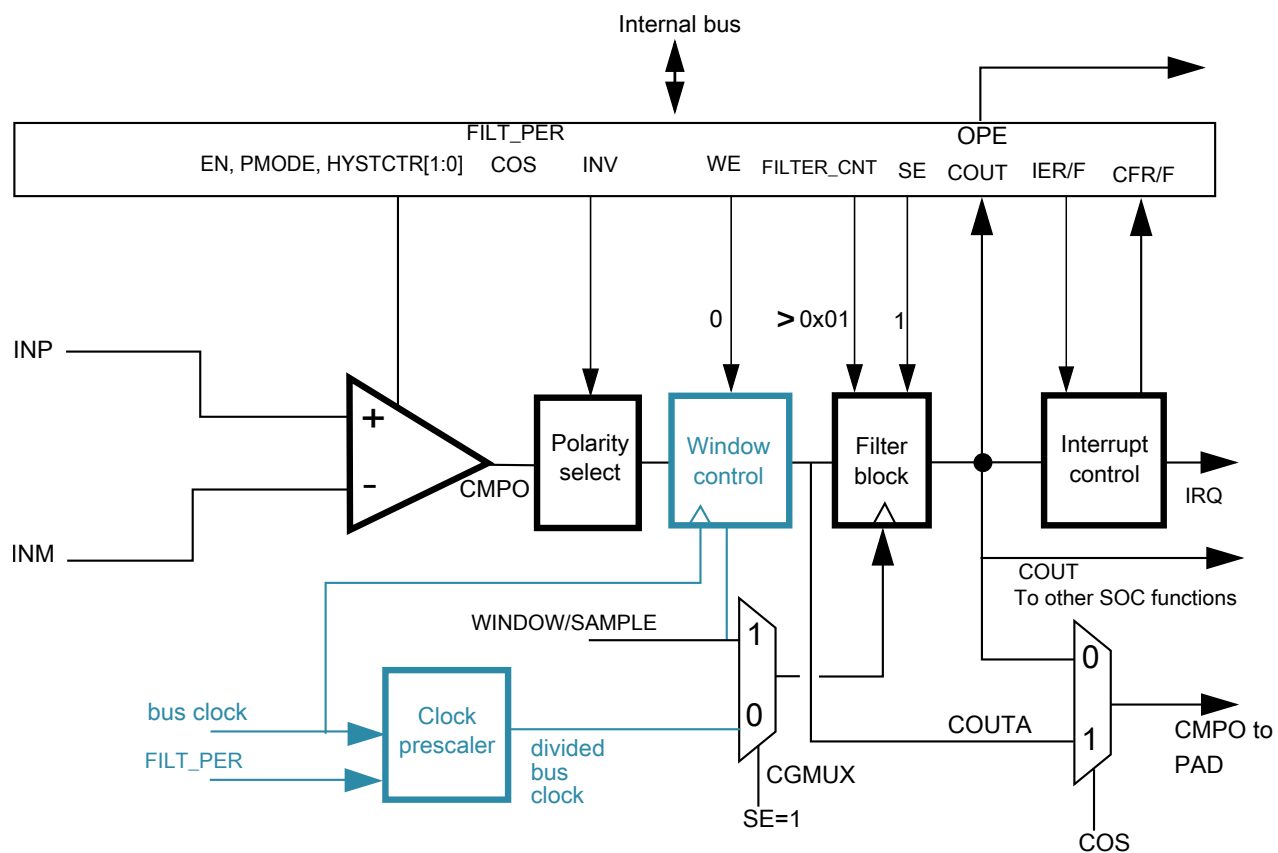 Internal bus
FILT_PER
OPE
EN, PMODE, HYSTCTR[1:0]
COS
INV
WE
FILTER_CNT
SE
COUT
IER/F
CFR/F
0
> 0x01
1
INP
+
-
INM
CMPO
Polarity
select
Window
control
Filter
block
Interrupt
control
IRQ
COUT
To other SOC functions
WINDOW/SAMPLE
1
0
bus clock
FILT_PER
Clock
prescaler
divided
bus
clock
CGMUX
SE=1
COUTA
0
1
CMPO to
PAD
COS